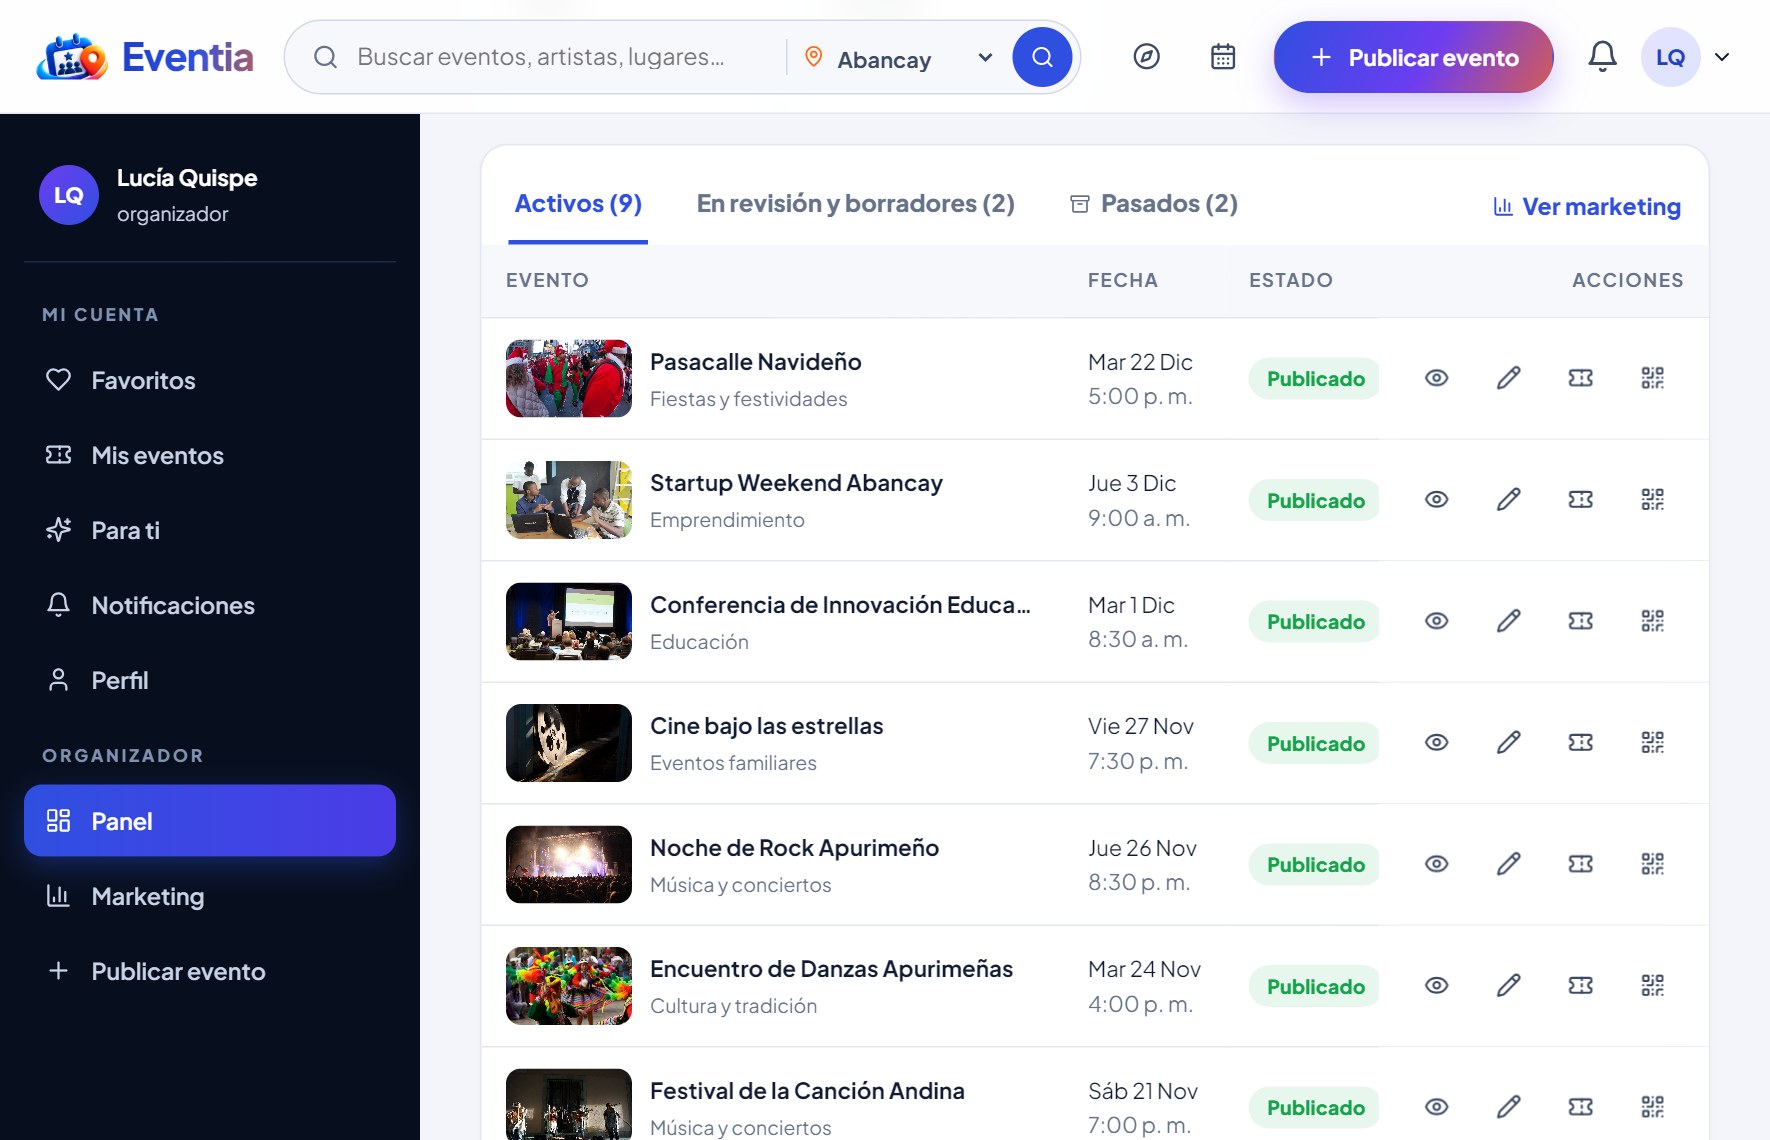 Eventia
Buscar eventos, artistas, lugares...
Abancay
+ Publicar evento
LQ
LQ
Lucía Quispe
organizador
MI CUENTA
Favoritos
Mis eventos
Para ti
Notificaciones
Perfil
ORGANIZADOR
Panel
Marketing
+ Publicar evento
Activos (9)
En revisión y borradores (2)
Pasados (2)
Ver marketing
EVENTO FECHA ESTADO ACCIONES
Pasacalle Navideño
Fiestas y festividades
Mar 22 Dic
5:00 p. m.
Publicado
Startup Weekend Abancay
Emprendimiento
Jue 3 Dic
9:00 a. m.
Publicado
Conferencia de Innovación Educa...
Educación
Mar 1 Dic
8:30 a. m.
Publicado
Cine bajo las estrellas
Eventos familiares
Vie 27 Nov
7:30 p. m.
Publicado
Noche de Rock Apurimeño
Música y conciertos
Jue 26 Nov
8:30 p. m.
Publicado
Encuentro de Danzas Apurimeñas
Cultura y tradición
Mar 24 Nov
4:00 p. m.
Publicado
Festival de la Canción Andina
Música y conciertos
Sáb 21 Nov
7:00 p. m.
Publicado